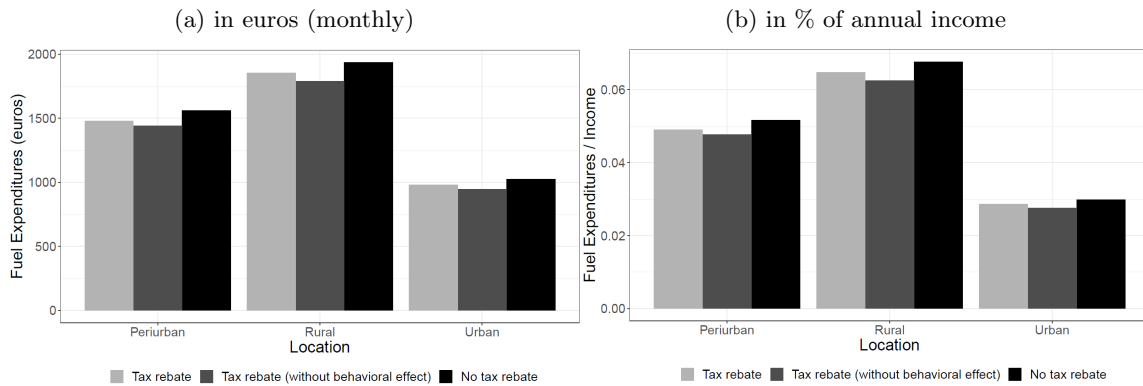 (a) in euros (monthly)
Fuel Expenditures (euros)
2000
1500
1000
500
0
Periurban Rural Urban
Location
Tax rebate Tax rebate (without behavioral effect) No tax rebate
(b) in % of annual income
Fuel Expenditures / Income
0.06
0.04
0.02
0.00
Periurban Rural Urban
Location
Tax rebate Tax rebate (without behavioral effect) No tax rebate